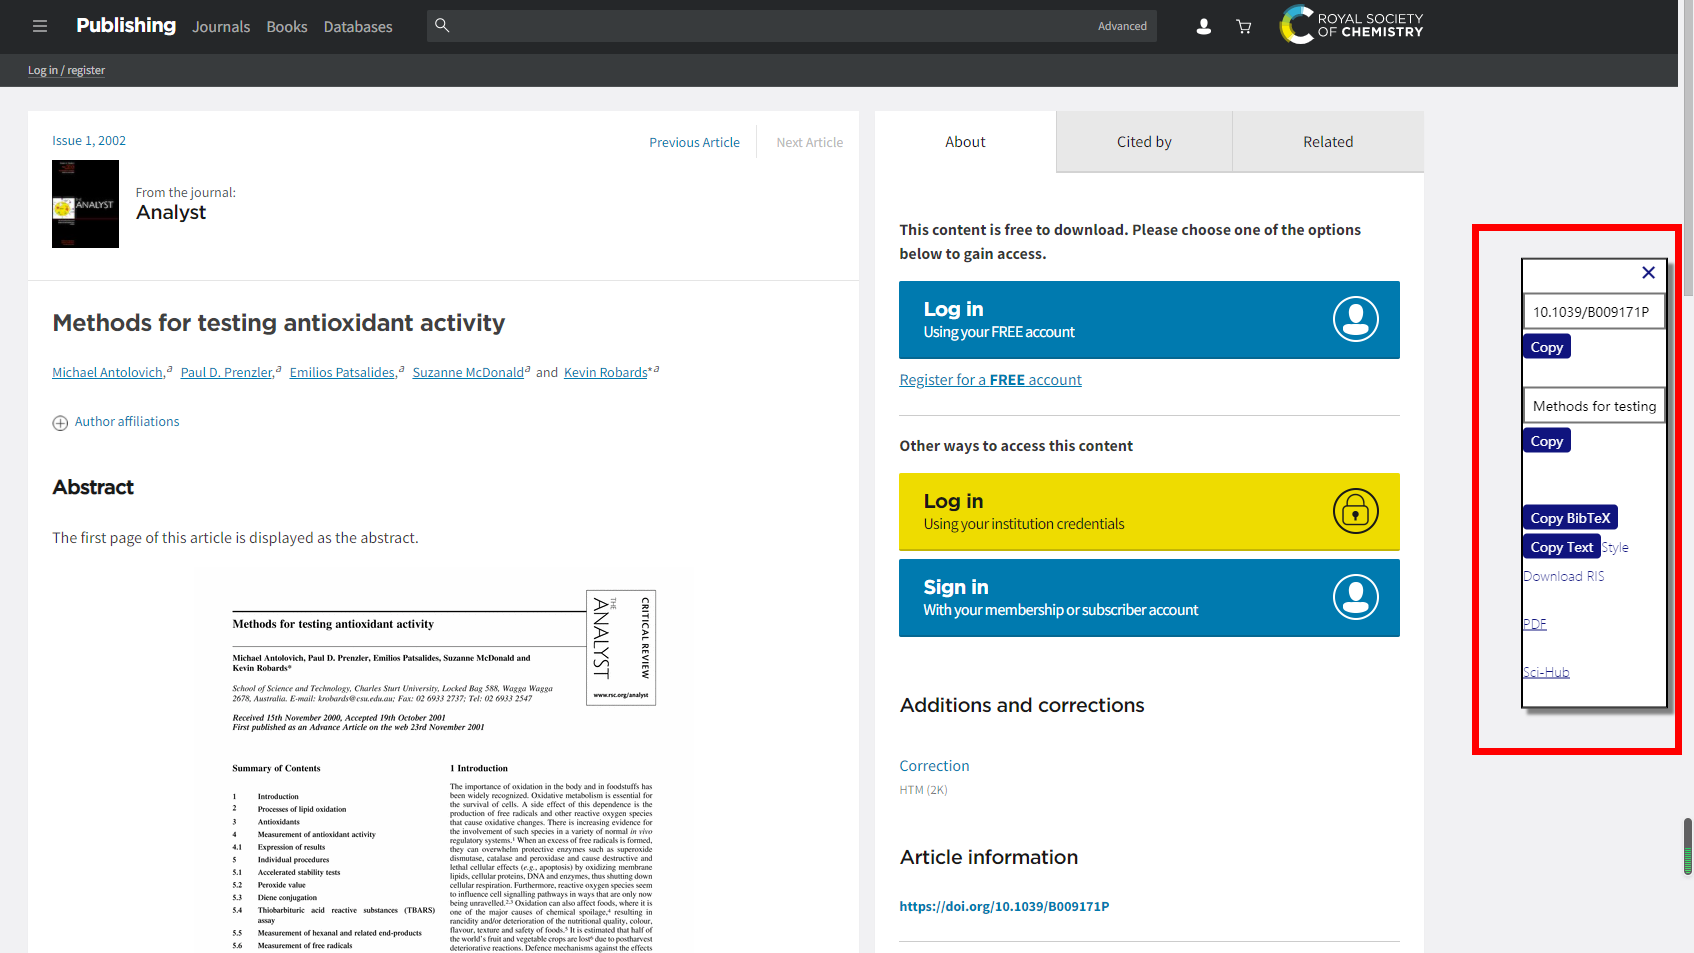 Publishing
Journals
Books
Databases
Advanced
ROYAL SOCIETY
OF CHEMISTRY
Log in / register
Issue 1, 2002
Previous Article
Next Article
THE ANALYST
From the journal:
Analyst
Methods for testing antioxidant activity
Michael Antolovich,a Paul D. Prenzler,a Emilios Patsalides,a Suzanne McDonalda and Kevin Robards*a
Author affiliations
Abstract
The first page of this article is displayed as the abstract.
Methods for testing antioxidant activity
Michael Antolovich, Paul D. Prenzler, Emilios Patsalides, Suzanne McDonald and
Kevin Robards*
School of Science and Technology, Charles Sturt University, Locked Bag 588, Wagga Wagga
2678, Australia. E-mail: krobards@csu.edu.au; Fax: 02 6933 2737; Tel: 02 6933 2547
Received 15th November 2000, Accepted 19th October 2001
First published as an Advance Article on the web 23rd November 2001
THE
ANALYST
CRITICAL REVIEW
www.rsc.org/analyst
Summary of Contents
1 Introduction
2 Processes of lipid oxidation
3 Antioxidants
4 Measurement of antioxidant activity
4.1 Expression of results
5 Individual procedures
5.1 Accelerated stability tests
5.2 Peroxide value
5.3 Diene conjugation
5.4 Thiobarbituric acid reactive substances (TBARS)
assay
5.5 Measurement of hexanal and related end-products
5.6 Measurement of free radicals
1 Introduction
The importance of oxidation in the body and in foodstuffs has
been widely recognized. Oxidative metabolism is essential for
the survival of cells. A side effect of this dependence is the
production of free radicals and other reactive oxygen species
that cause oxidative changes. There is increasing evidence for
the involvement of such species in a variety of normal in vivo
regulatory systems.1 When an excess of free radicals is formed,
they can overwhelm protective enzymes such as superoxide
dismutase, catalase and peroxidase and cause destructive and
lethal cellular effects (e.g., apoptosis) by oxidizing membrane
lipids, cellular proteins, DNA and enzymes, thus shutting down
cellular respiration. Furthermore, reactive oxygen species seem
to influence cell signalling pathways in ways that are only now
being unravelled.2,3 Oxidation can also affect foods, where it is
one of the major causes of chemical spoilage,4 resulting in
rancidity and/or deterioration of the nutritional quality, colour,
flavour, texture and safety of foods.5 It is estimated that half of
the world's fruit and vegetable crops are lost6 due to postharvest
deteriorative reactions. Defence mechanisms against the effects
About
Cited by
Related
This content is free to download. Please choose one of the options
below to gain access.
Log in
Using your FREE account
Register for a FREE account
Other ways to access this content
Log in
Using your institution credentials
Sign in
With your membership or subscriber account
Additions and corrections
Correction
HTM (2K)
Article information
https://doi.org/10.1039/B009171P
✕
10.1039/B009171P
Copy
Methods for testing
Copy
Copy BibTeX
Copy Text Style
Download RIS
PDF
Sci-Hub